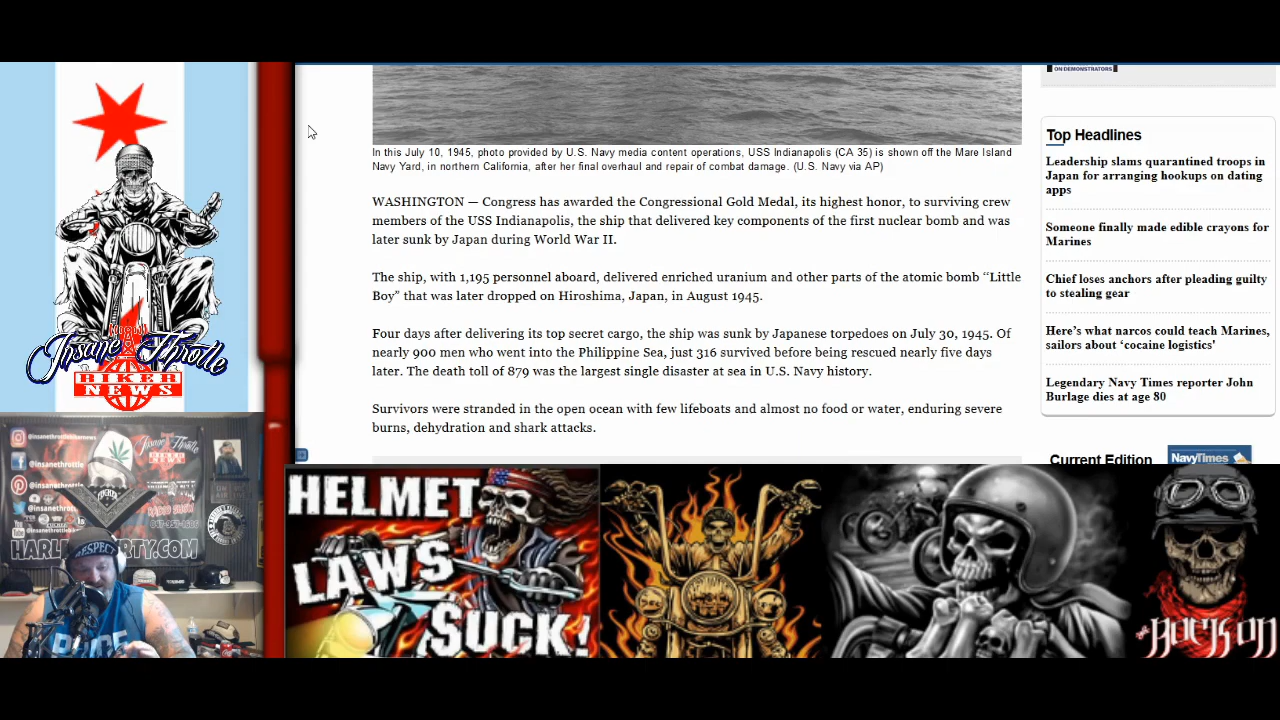 ON DEMONSTRATORS
In this July 10, 1945, photo provided by U.S. Navy media content operations, USS Indianapolis (CA 35) is shown off the Mare Island
Navy Yard, in northern California, after her final overhaul and repair of combat damage. (U.S. Navy via AP)
WASHINGTON — Congress has awarded the Congressional Gold Medal, its highest honor, to surviving crew
members of the USS Indianapolis, the ship that delivered key components of the first nuclear bomb and was
later sunk by Japan during World War II.
The ship, with 1,195 personnel aboard, delivered enriched uranium and other parts of the atomic bomb “Little
Boy” that was later dropped on Hiroshima, Japan, in August 1945.
Four days after delivering its top secret cargo, the ship was sunk by Japanese torpedoes on July 30, 1945. Of
nearly 900 men who went into the Philippine Sea, just 316 survived before being rescued nearly five days
later. The death toll of 879 was the largest single disaster at sea in U.S. Navy history.
Survivors were stranded in the open ocean with few lifeboats and almost no food or water, enduring severe
burns, dehydration and shark attacks.
Top Headlines
Leadership slams quarantined troops in
Japan for arranging hookups on dating
apps
Someone finally made edible crayons for
Marines
Chief loses anchors after pleading guilty
to stealing gear
Here’s what narcos could teach Marines,
sailors about ‘cocaine logistics’
Legendary Navy Times reporter John
Burlage dies at age 80
Current Edition
NavyTimes
Insane Throttle
BIKER
NEWS
@insanethrottlebikernews
@insanethrottle
RADIO SHOW
RESPECT
HELMET
LAWS
SUCK!
Rocks on